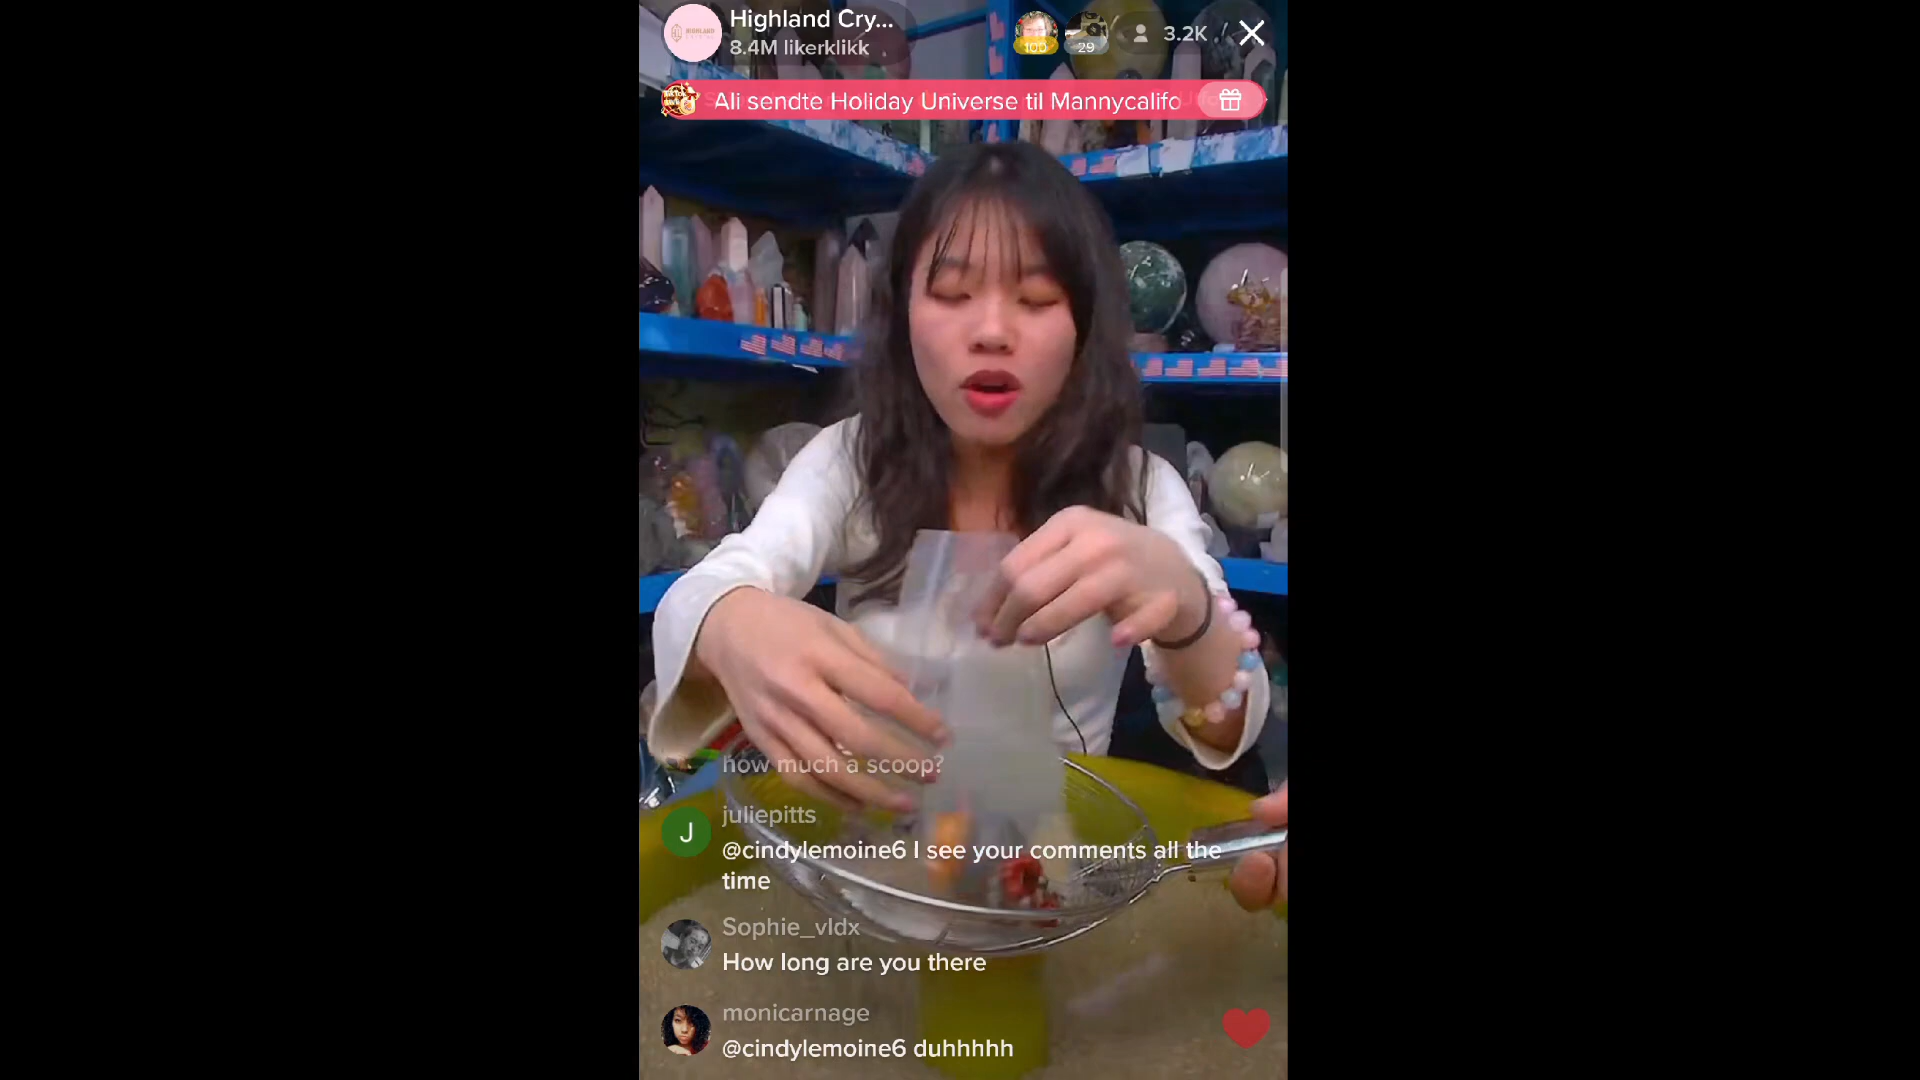 Highland Cry...
8.4M likerklikk
100
29
3.2K
Ali sendte Holiday Universe til Mannycalifo
how much a scoop?
J
juliepitts
@cindylemoine6 I see your comments all the
time
Sophie_vldx
How long are you there
monicarnage
@cindylemoine6 duhhhhh